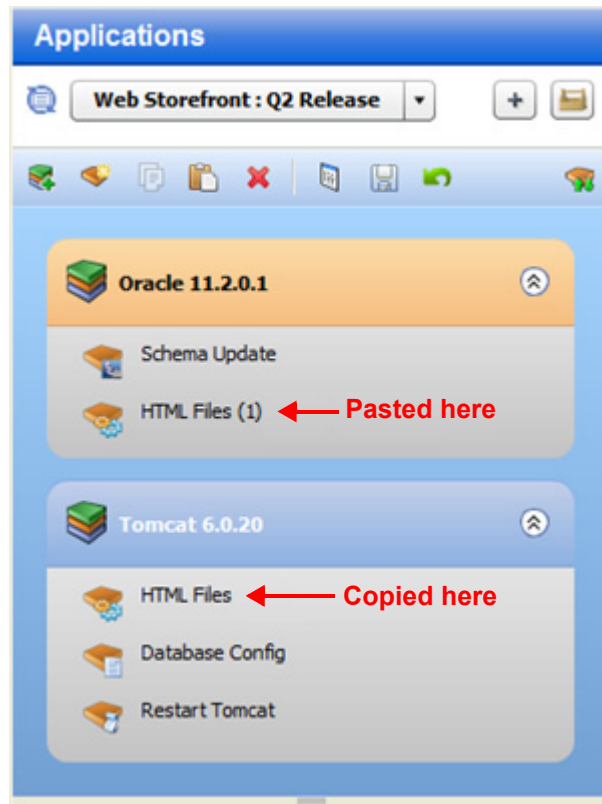 Applications
Web Storefront : Q2 Release
Oracle 11.2.0.1
Schema Update
HTML Files (1) Pasted here
Tomcat 6.0.20
HTML Files Copied here
Database Config
Restart Tomcat